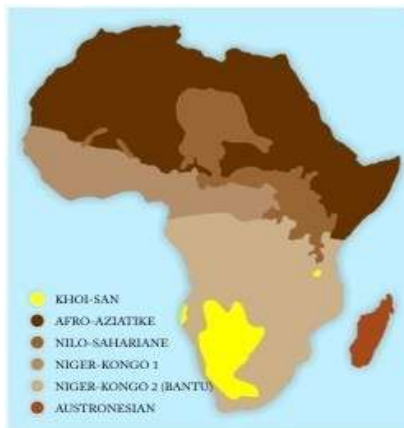 KHOI-SAN
AFRO-AZIATIKE
NILO-SAHARIANE
NIGER-KONGO 1
NIGER-KONGO 2 (BANTU)
AUSTRONESIAN